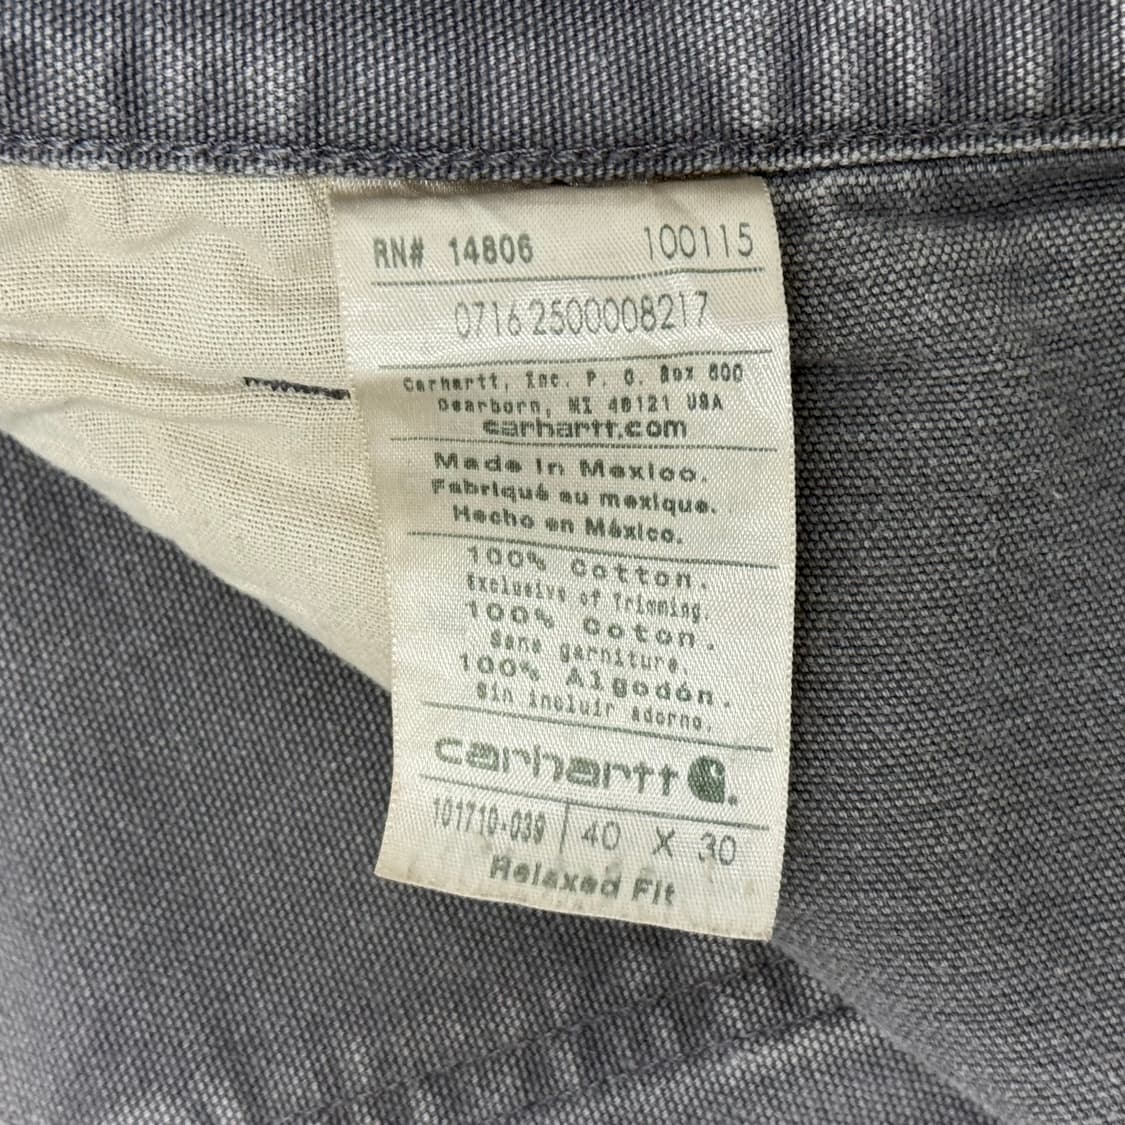 RN# 14806 100115
07162500008217
Carhartt, Inc. P. O. Box 600
Dearborn, MI 48121 USA
carhartt.com
Made in Mexico.
Fabriqué au mexique.
Hecho en México.
100% Cotton.
Exclusive of Trimming.
100% Coton.
Sans garniture.
100% Algodón.
Sin incluir adorno.
carhartt
101710-039 40 X 30
Relaxed Fit